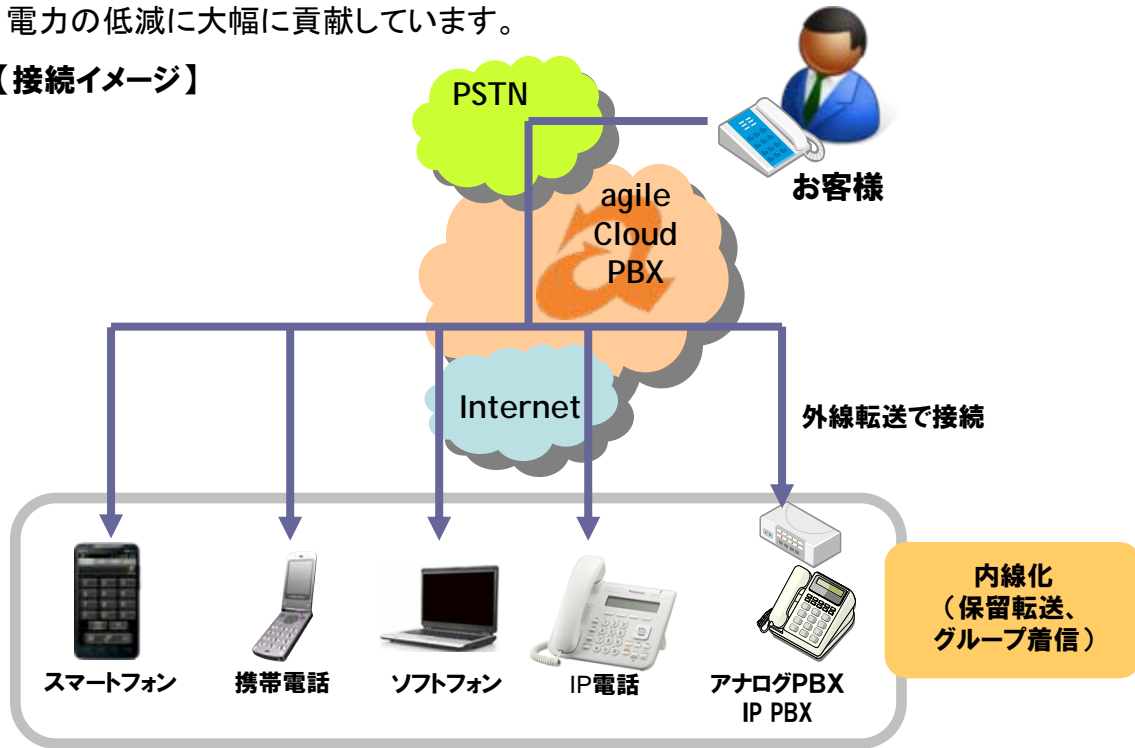 電力の低減に大幅に貢献しています。
【接続イメージ】
PSTN
お客様
agile
Cloud
PBX
Internet
外線転送で接続
スマートフォン
携帯電話
ソフトフォン
IP電話
アナログPBX
IP PBX
内線化
（保留転送、
グループ着信）